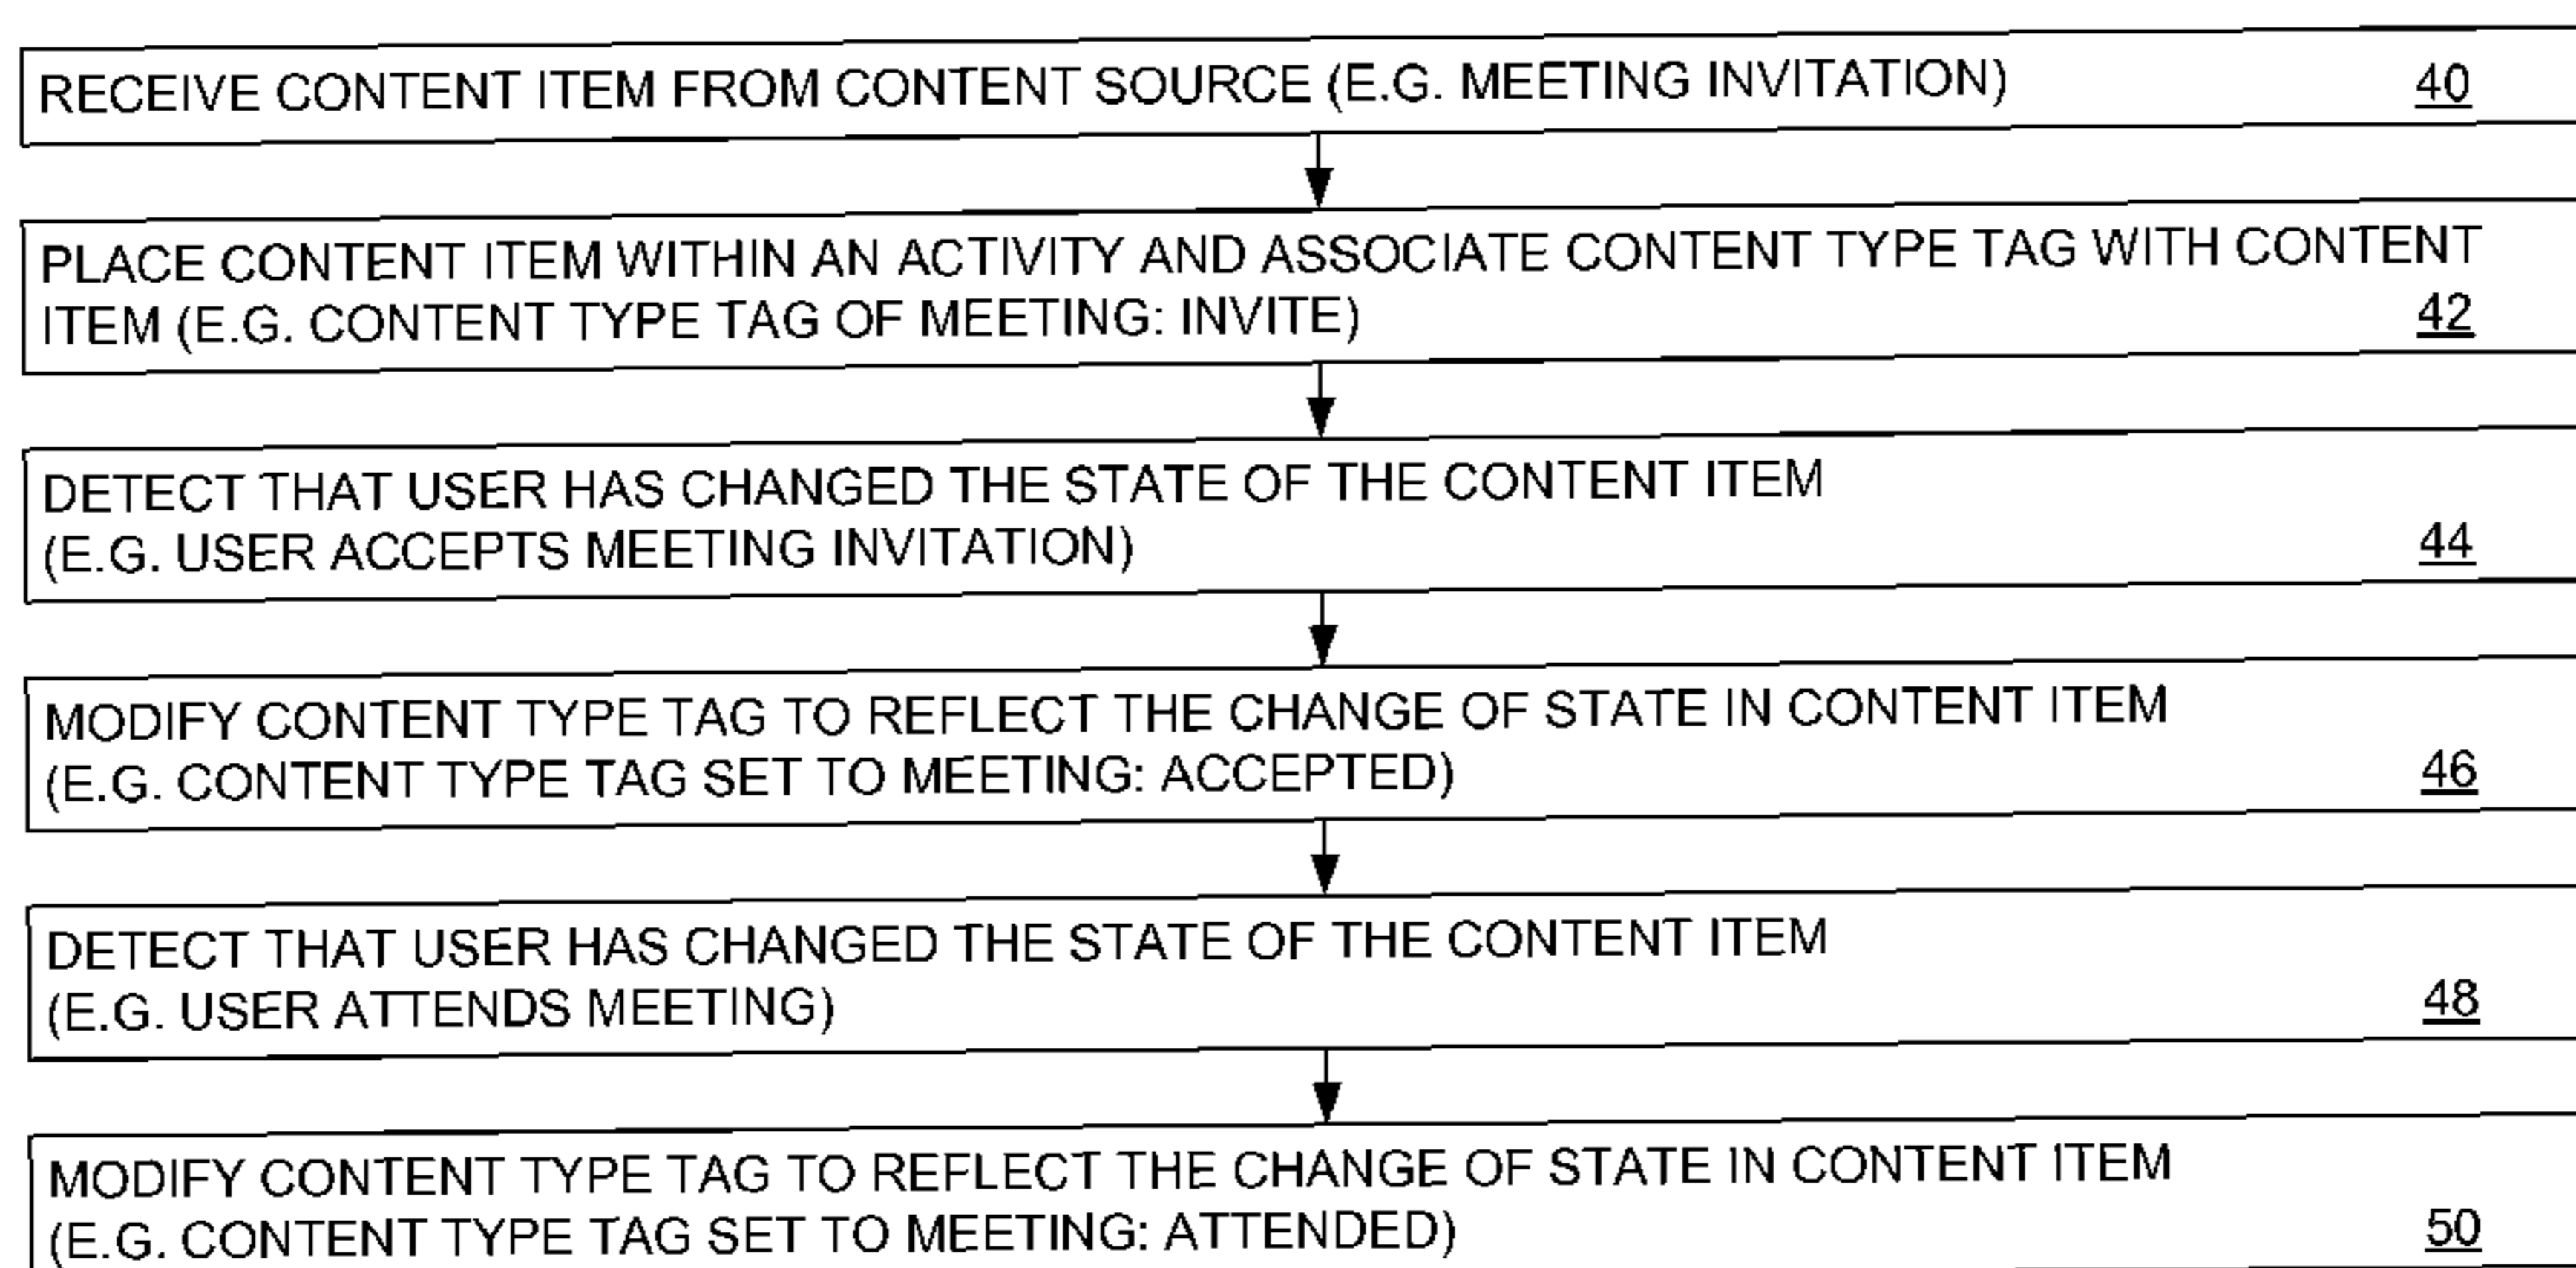 RECEIVE CONTENT ITEM FROM CONTENT SOURCE (E.G. MEETING INVITATION) 40
PLACE CONTENT ITEM WITHIN AN ACTIVITY AND ASSOCIATE CONTENT TYPE TAG WITH CONTENT
ITEM (E.G. CONTENT TYPE TAG OF MEETING: INVITE) 42
DETECT THAT USER HAS CHANGED THE STATE OF THE CONTENT ITEM
(E.G. USER ACCEPTS MEETING INVITATION) 44
MODIFY CONTENT TYPE TAG TO REFLECT THE CHANGE OF STATE IN CONTENT ITEM
(E.G. CONTENT TYPE TAG SET TO MEETING: ACCEPTED) 46
DETECT THAT USER HAS CHANGED THE STATE OF THE CONTENT ITEM
(E.G. USER ATTENDS MEETING) 48
MODIFY CONTENT TYPE TAG TO REFLECT THE CHANGE OF STATE IN CONTENT ITEM
(E.G. CONTENT TYPE TAG SET TO MEETING: ATTENDED) 50